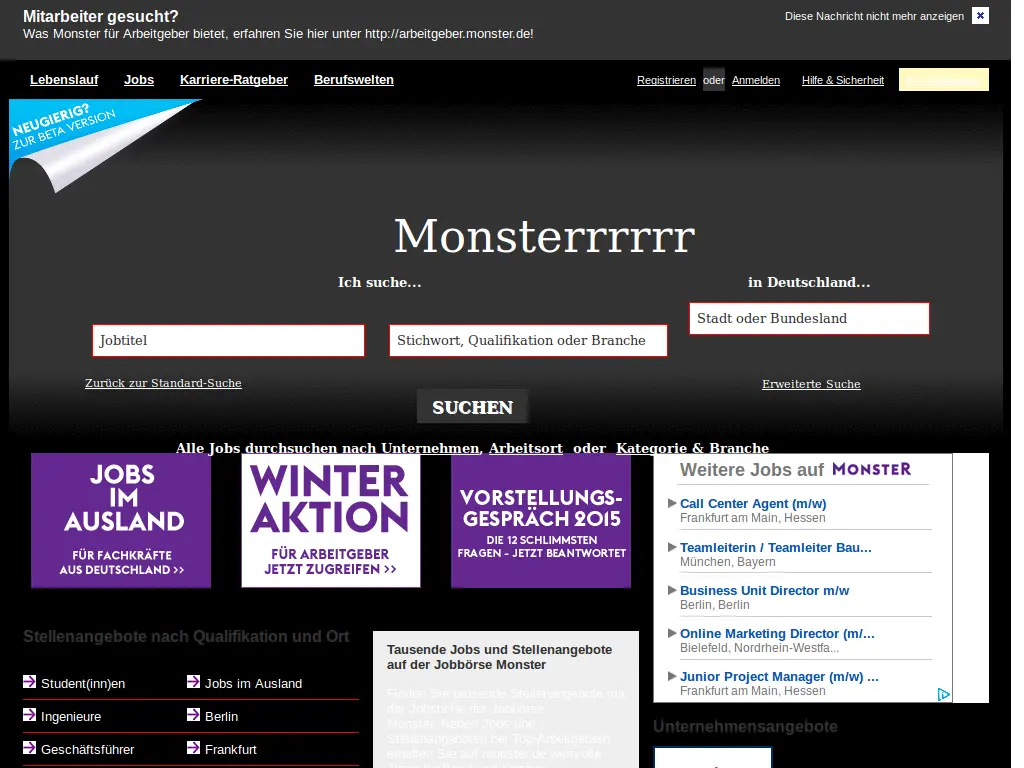 Mitarbeiter gesucht?
Was Monster für Arbeitgeber bietet, erfahren Sie hier unter http://arbeitgeber.monster.de!
Diese Nachricht nicht mehr anzeigen
Lebenslauf Jobs Karriere-Ratgeber Berufswelten
Registrieren oder Anmelden Hilfe & Sicherheit
NEUGIERIG?
ZUR BETA VERSION
Monsterrrrrr
Ich suche... in Deutschland...
Stadt oder Bundesland
Jobtitel Stichwort, Qualifikation oder Branche
Zurück zur Standard-Suche Erweiterte Suche
SUCHEN
Alle Jobs durchsuchen nach Unternehmen, Arbeitsort oder Kategorie & Branche
JOBS
IM
AUSLAND
FÜR FACHKRÄFTE
AUS DEUTSCHLAND >>
WINTER
AKTION
FÜR ARBEITGEBER
JETZT ZUGREIFEN >>
VORSTELLUNGS-
GESPRÄCH 2015
DIE 12 SCHLIMMSTEN
FRAGEN - JETZT BEANTWORTET
Weitere Jobs auf MONSTER
Call Center Agent (m/w)
Frankfurt am Main, Hessen
Teamleiterin / Teamleiter Bau...
München, Bayern
Business Unit Director m/w
Berlin, Berlin
Online Marketing Director (m/...
Bielefeld, Nordrhein-Westfa...
Junior Project Manager (m/w) ...
Frankfurt am Main, Hessen
Stellenangebote nach Qualifikation und Ort
Student(inn)en Jobs im Ausland
Ingenieure Berlin
Geschäftsführer Frankfurt
Tausende Jobs und Stellenangebote
auf der Jobbörse Monster
Finden Sie tausende Stellenangebote mit
der Jobsuche der Jobbörse
Monster. Neben Jobs und
Stellenangeboten bei Top-Arbeitgebern
erhalten Sie auf monster.de wertvolle
Unternehmensangebote